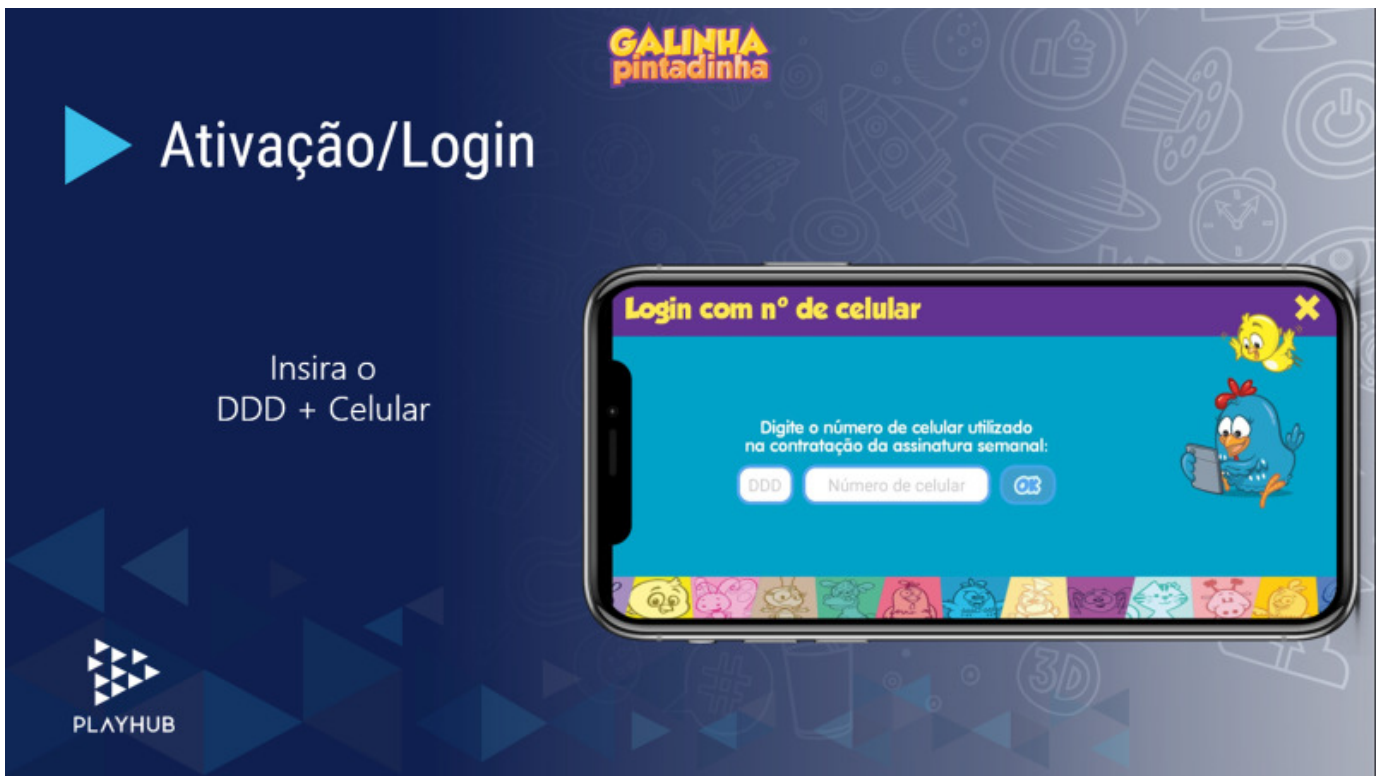 GALINHA
pintadinha
Ativação/Login
Insira o
DDD + Celular
Login com nº de celular
Digite o número de celular utilizado
na contratação da assinatura semanal:
DDD
Número de celular
OK
3D
PLAYHUB